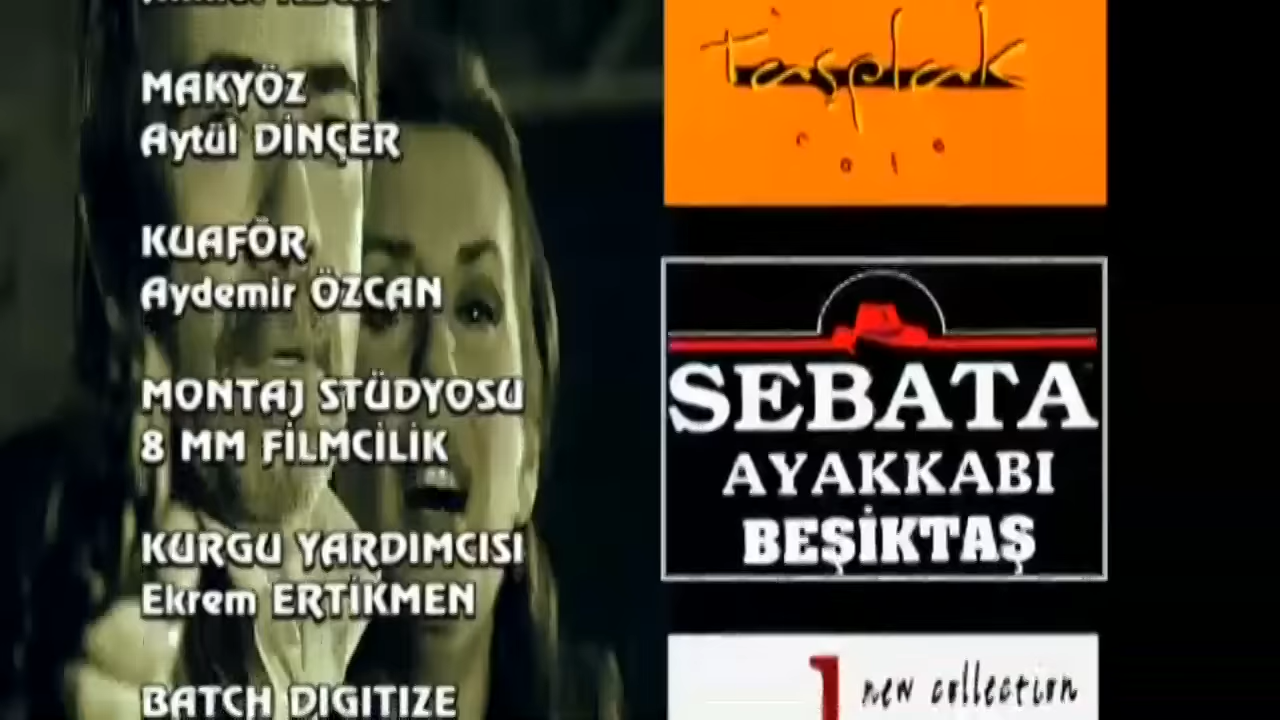 MAKYÖZ
Aytül DİNÇER
KUAFÖR
Aydemir ÖZCAN
MONTAJ STÜDYOSU
8 MM FİLMCİLİK
KURGU YARDIMCISI
Ekrem ERTİKMEN
BATCH DIGITIZE
taşplak
SEBATA
AYAKKABI
BEŞİKTAŞ
new collection